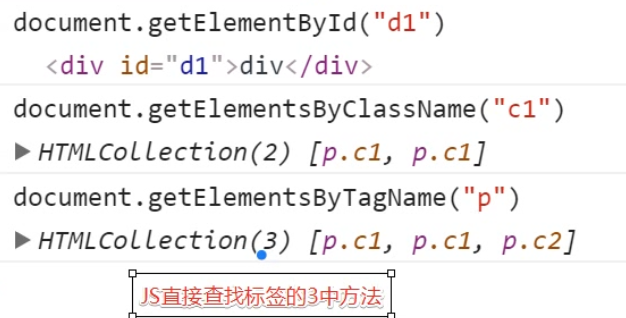 document.getElementById("d1")
<div id="d1">div</div>
document.getElementsByClassName("c1")
▶ HTMLCollection(2) [p.c1, p.c1]
document.getElementsByTagName("p")
▶ HTMLCollection(3) [p.c1, p.c1, p.c2]
JS直接查找标签的3中方法